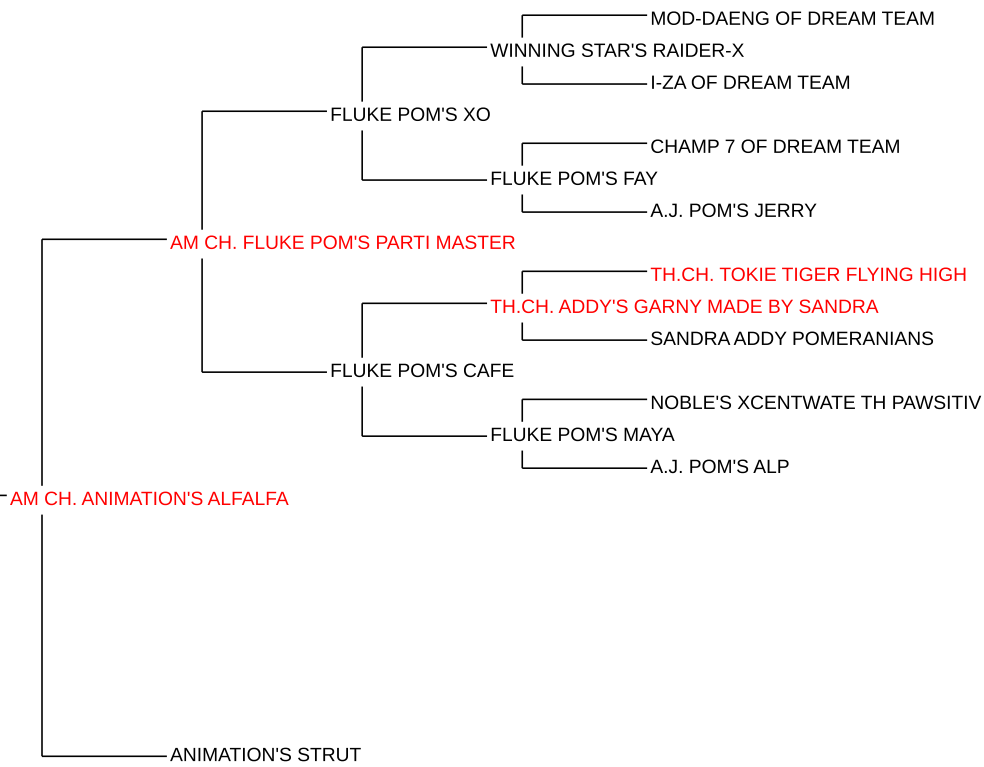 MOD-DAENG OF DREAM TEAM
WINNING STAR'S RAIDER-X
I-ZA OF DREAM TEAM
FLUKE POM'S XO
CHAMP 7 OF DREAM TEAM
FLUKE POM'S FAY
A.J. POM'S JERRY
AM CH. FLUKE POM'S PARTI MASTER
TH.CH. TOKIE TIGER FLYING HIGH
TH.CH. ADDY'S GARNY MADE BY SANDRA
SANDRA ADDY POMERANIANS
FLUKE POM'S CAFE
NOBLE'S XCENTWATE TH PAWSITIV
FLUKE POM'S MAYA
A.J. POM'S ALP
AM CH. ANIMATION'S ALFALFA
ANIMATION'S STRUT